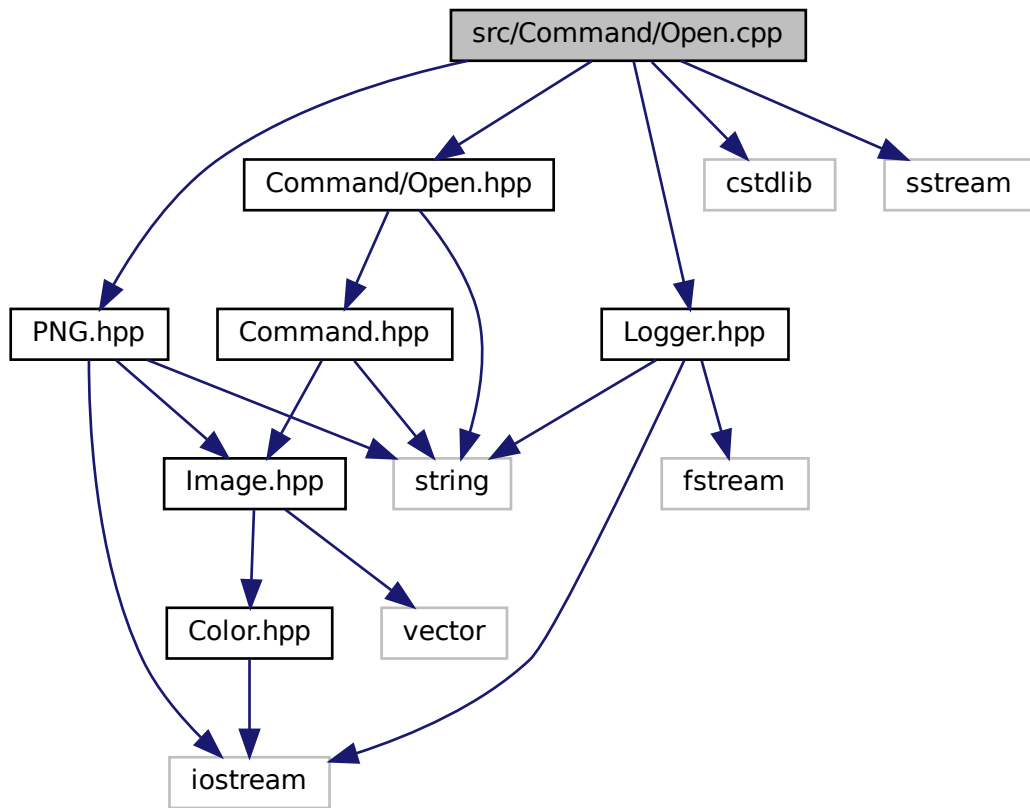 src/Command/Open.cpp
Command/Open.hpp
cstdlib
sstream
PNG.hpp
Command.hpp
Logger.hpp
Image.hpp
string
fstream
Color.hpp
vector
iostream